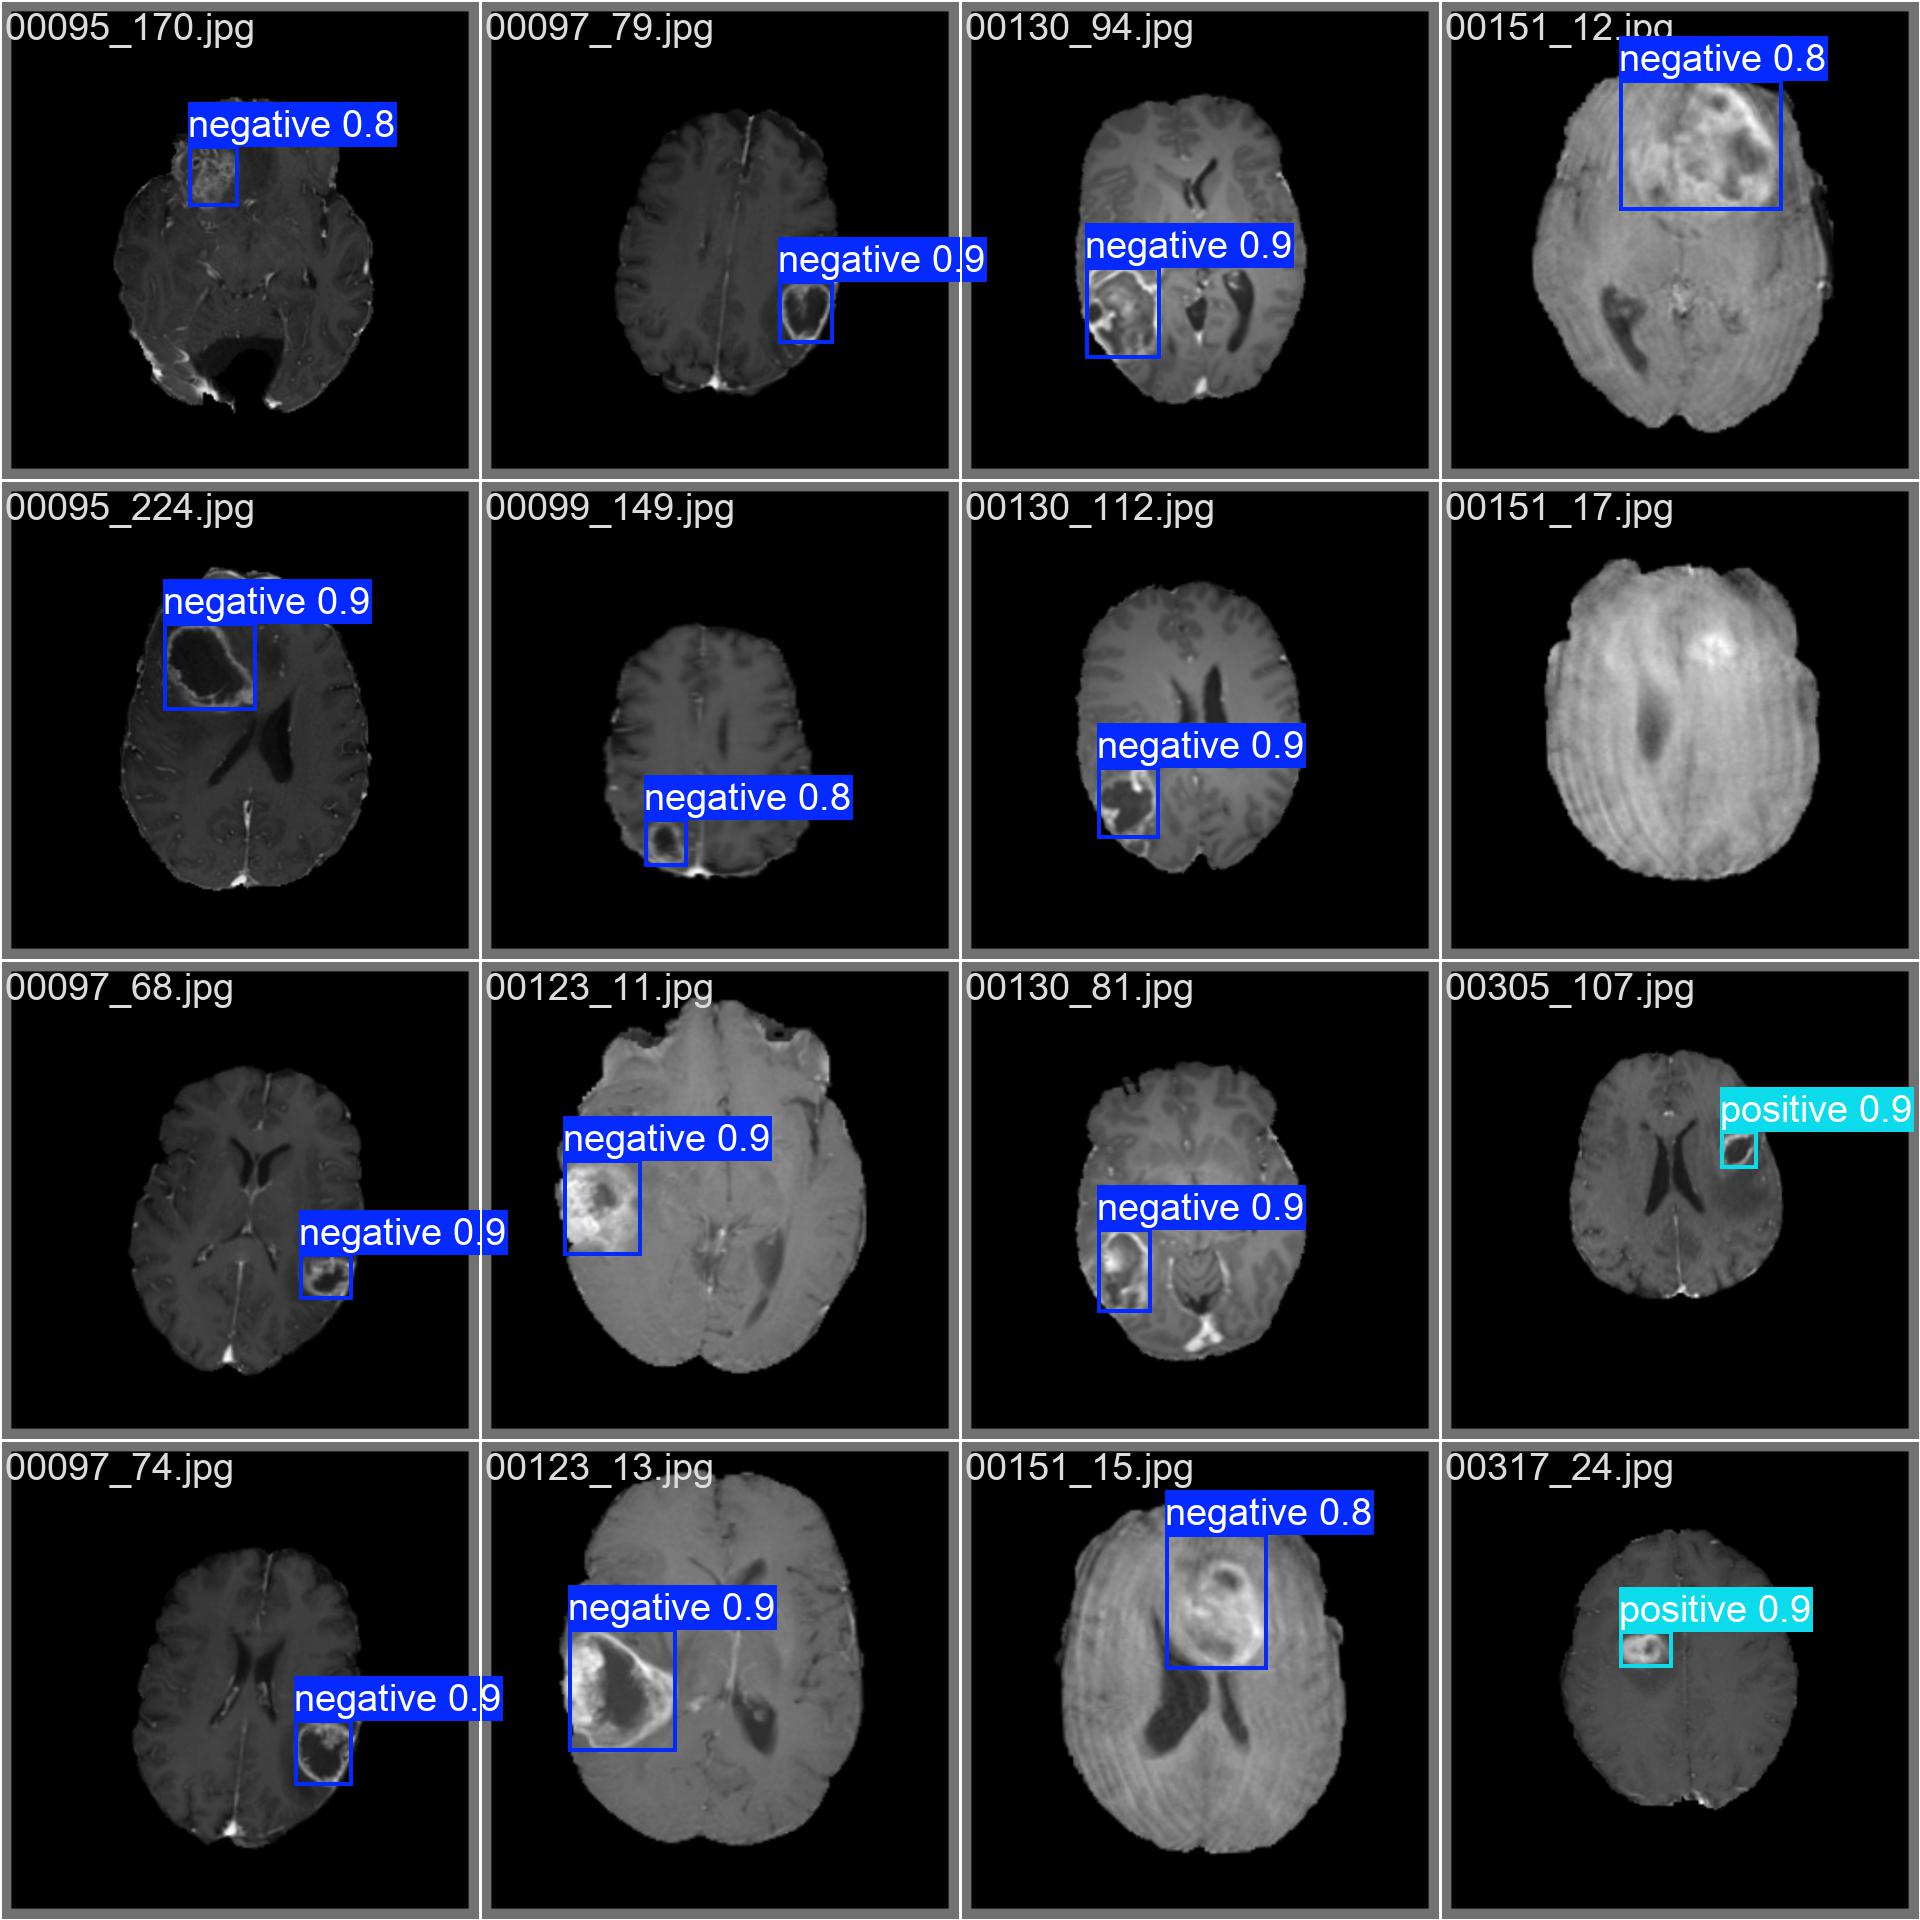 00095_170.jpg
negative 0.8
00097_79.jpg
negative 0.9
00130_94.jpg
negative 0.9
00151_12.jpg
negative 0.8
00095_224.jpg
negative 0.9
00099_149.jpg
negative 0.8
00130_112.jpg
negative 0.9
00151_17.jpg
00097_68.jpg
negative 0.9
00123_11.jpg
negative 0.9
00130_81.jpg
negative 0.9
00305_107.jpg
positive 0.9
00097_74.jpg
negative 0.9
00123_13.jpg
negative 0.9
00151_15.jpg
negative 0.8
00317_24.jpg
positive 0.9